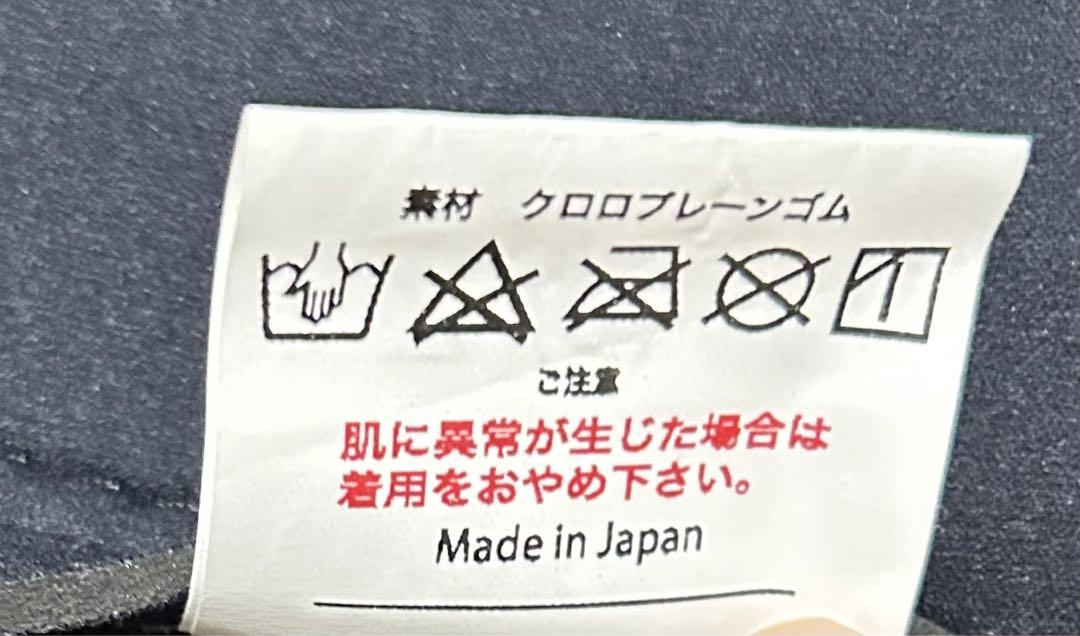 素材 クロロプレーンゴム
ご注意
肌に異常が生じた場合は
着用をおやめ下さい。
Made in Japan